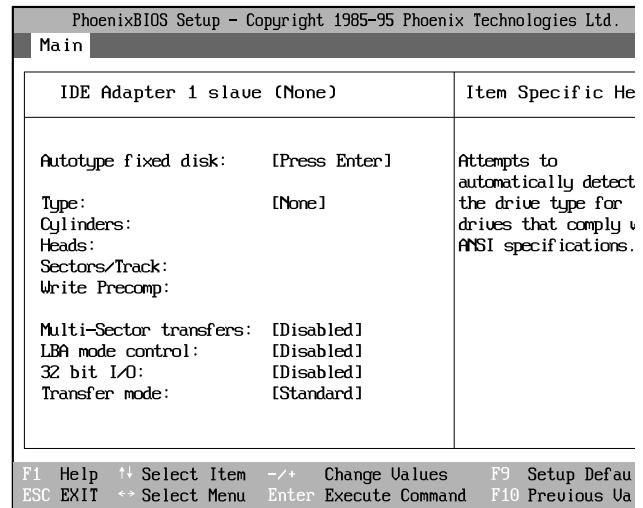 PhoenixBIOS Setup - Copyright 1985-95 Phoenix Technologies Ltd.
Main
IDE Adapter 1 slave (None)
Item Specific He
Autotype fixed disk: [Press Enter]
Type: [None]
Cylinders:
Heads:
Sectors/Track:
Write Precomp:
Multi-Sector transfers: [Disabled]
LBA mode control: [Disabled]
32 bit I/O: [Disabled]
Transfer mode: [Standard]
Attempts to
automatically detect
the drive type for
drives that comply w
ANSI specifications.
F1 Help ↑↓ Select Item -/+ Change Values F9 Setup Defau
ESC EXIT ↔ Select Menu Enter Execute Command F10 Previous Va